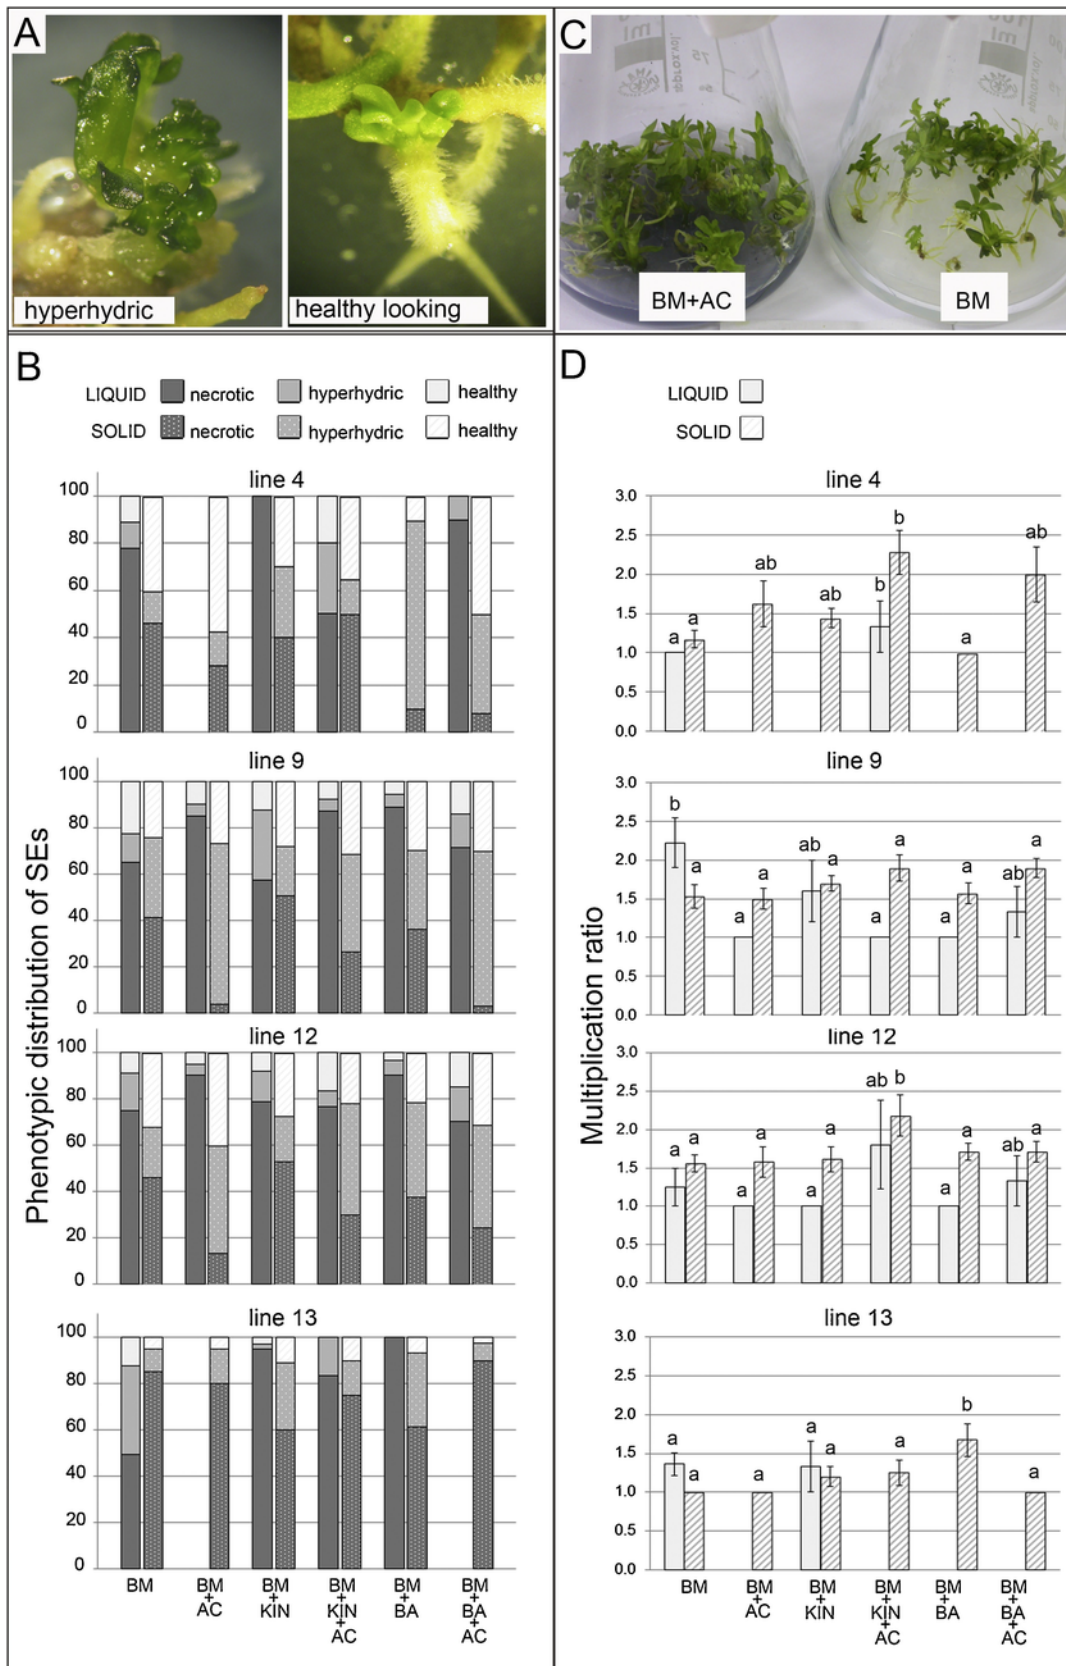 A
hyperhydric
healthy looking
C
ml
approx.vol.
BM+AC
BM
B
LIQUID necrotic hyperhydric healthy
SOLID necrotic hyperhydric healthy
Phenotypic distribution of SEs
line 4
100
80
60
40
20
0
line 9
100
80
60
40
20
0
line 12
100
80
60
40
20
0
line 13
100
80
60
40
20
0
BM BM+AC BM+KIN BM+KIN+AC BM+BA BM+BA+AC
D
LIQUID
SOLID
Multiplication ratio
line 4
3.0
2.5
2.0
1.5
1.0
0.5
0.0
a a ab ab b b a ab
line 9
3.0
2.5
2.0
1.5
1.0
0.5
0.0
b a a a ab a a a a a ab a
line 12
3.0
2.5
2.0
1.5
1.0
0.5
0.0
a a a a a a ab b a a ab a
line 13
3.0
2.5
2.0
1.5
1.0
0.5
0.0
a a a a a a b a
BM BM+AC BM+KIN BM+KIN+AC BM+BA BM+BA+AC